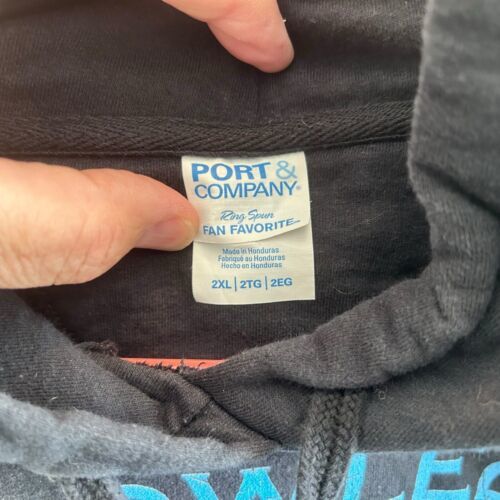 PORT &
COMPANY®
Ring Spun
FAN FAVORITE
Made in Honduras
Fabriqué au Honduras
Hecho en Honduras
2XL | 2TG | 2EG